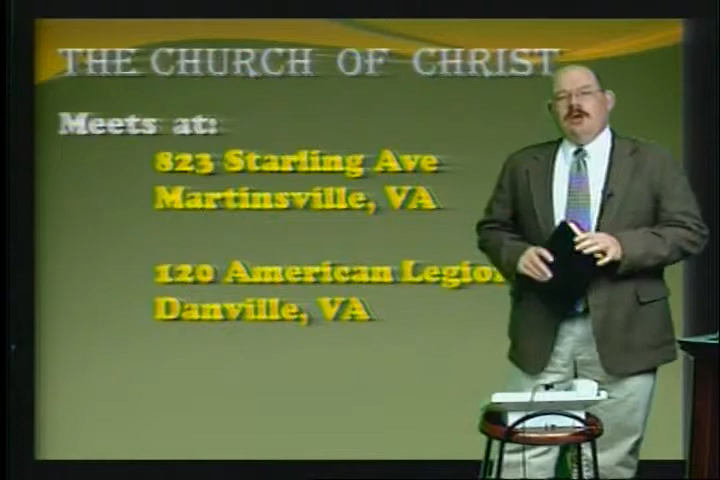 THE CHURCH OF CHRIST
Meets at:
823 Starling Ave
Martinsville, VA
120 American Legion
Danville, VA